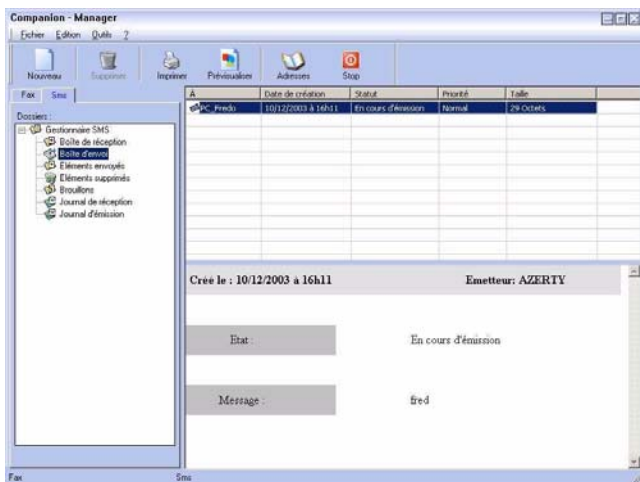 Companion - Manager
Fichier Edition Outils ?
Nouveau Supprimer Imprimer Prévisualiser Adresses Stop
Fax Sms
À Date de création Statut Priorité Taille
PC_Fredo 10/12/2003 à 16h11 En cours d'émission Normal 29 Octets
Dossiers :
Gestionnaire SMS
Boîte de réception
Boîte d'envoi
Eléments envoyés
Eléments supprimés
Brouillons
Journal de réception
Journal d'émission
Créé le : 10/12/2003 à 16h11 Emetteur: AZERTY
Etat : En cours d'émission
Message : fred
Fax Sms